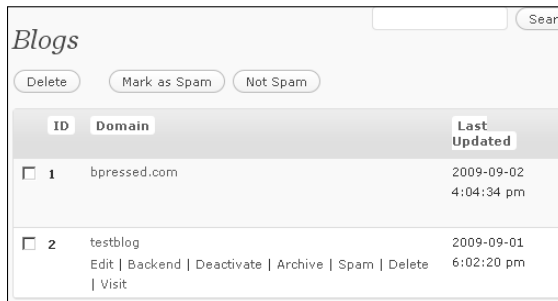 Sear
Blogs
Delete Mark as Spam Not Spam
ID Domain Last Updated
1 bpressed.com 2009-09-02
4:04:34 pm
2 testblog 2009-09-01
Edit | Backend | Deactivate | Archive | Spam | Delete 6:02:20 pm
| Visit